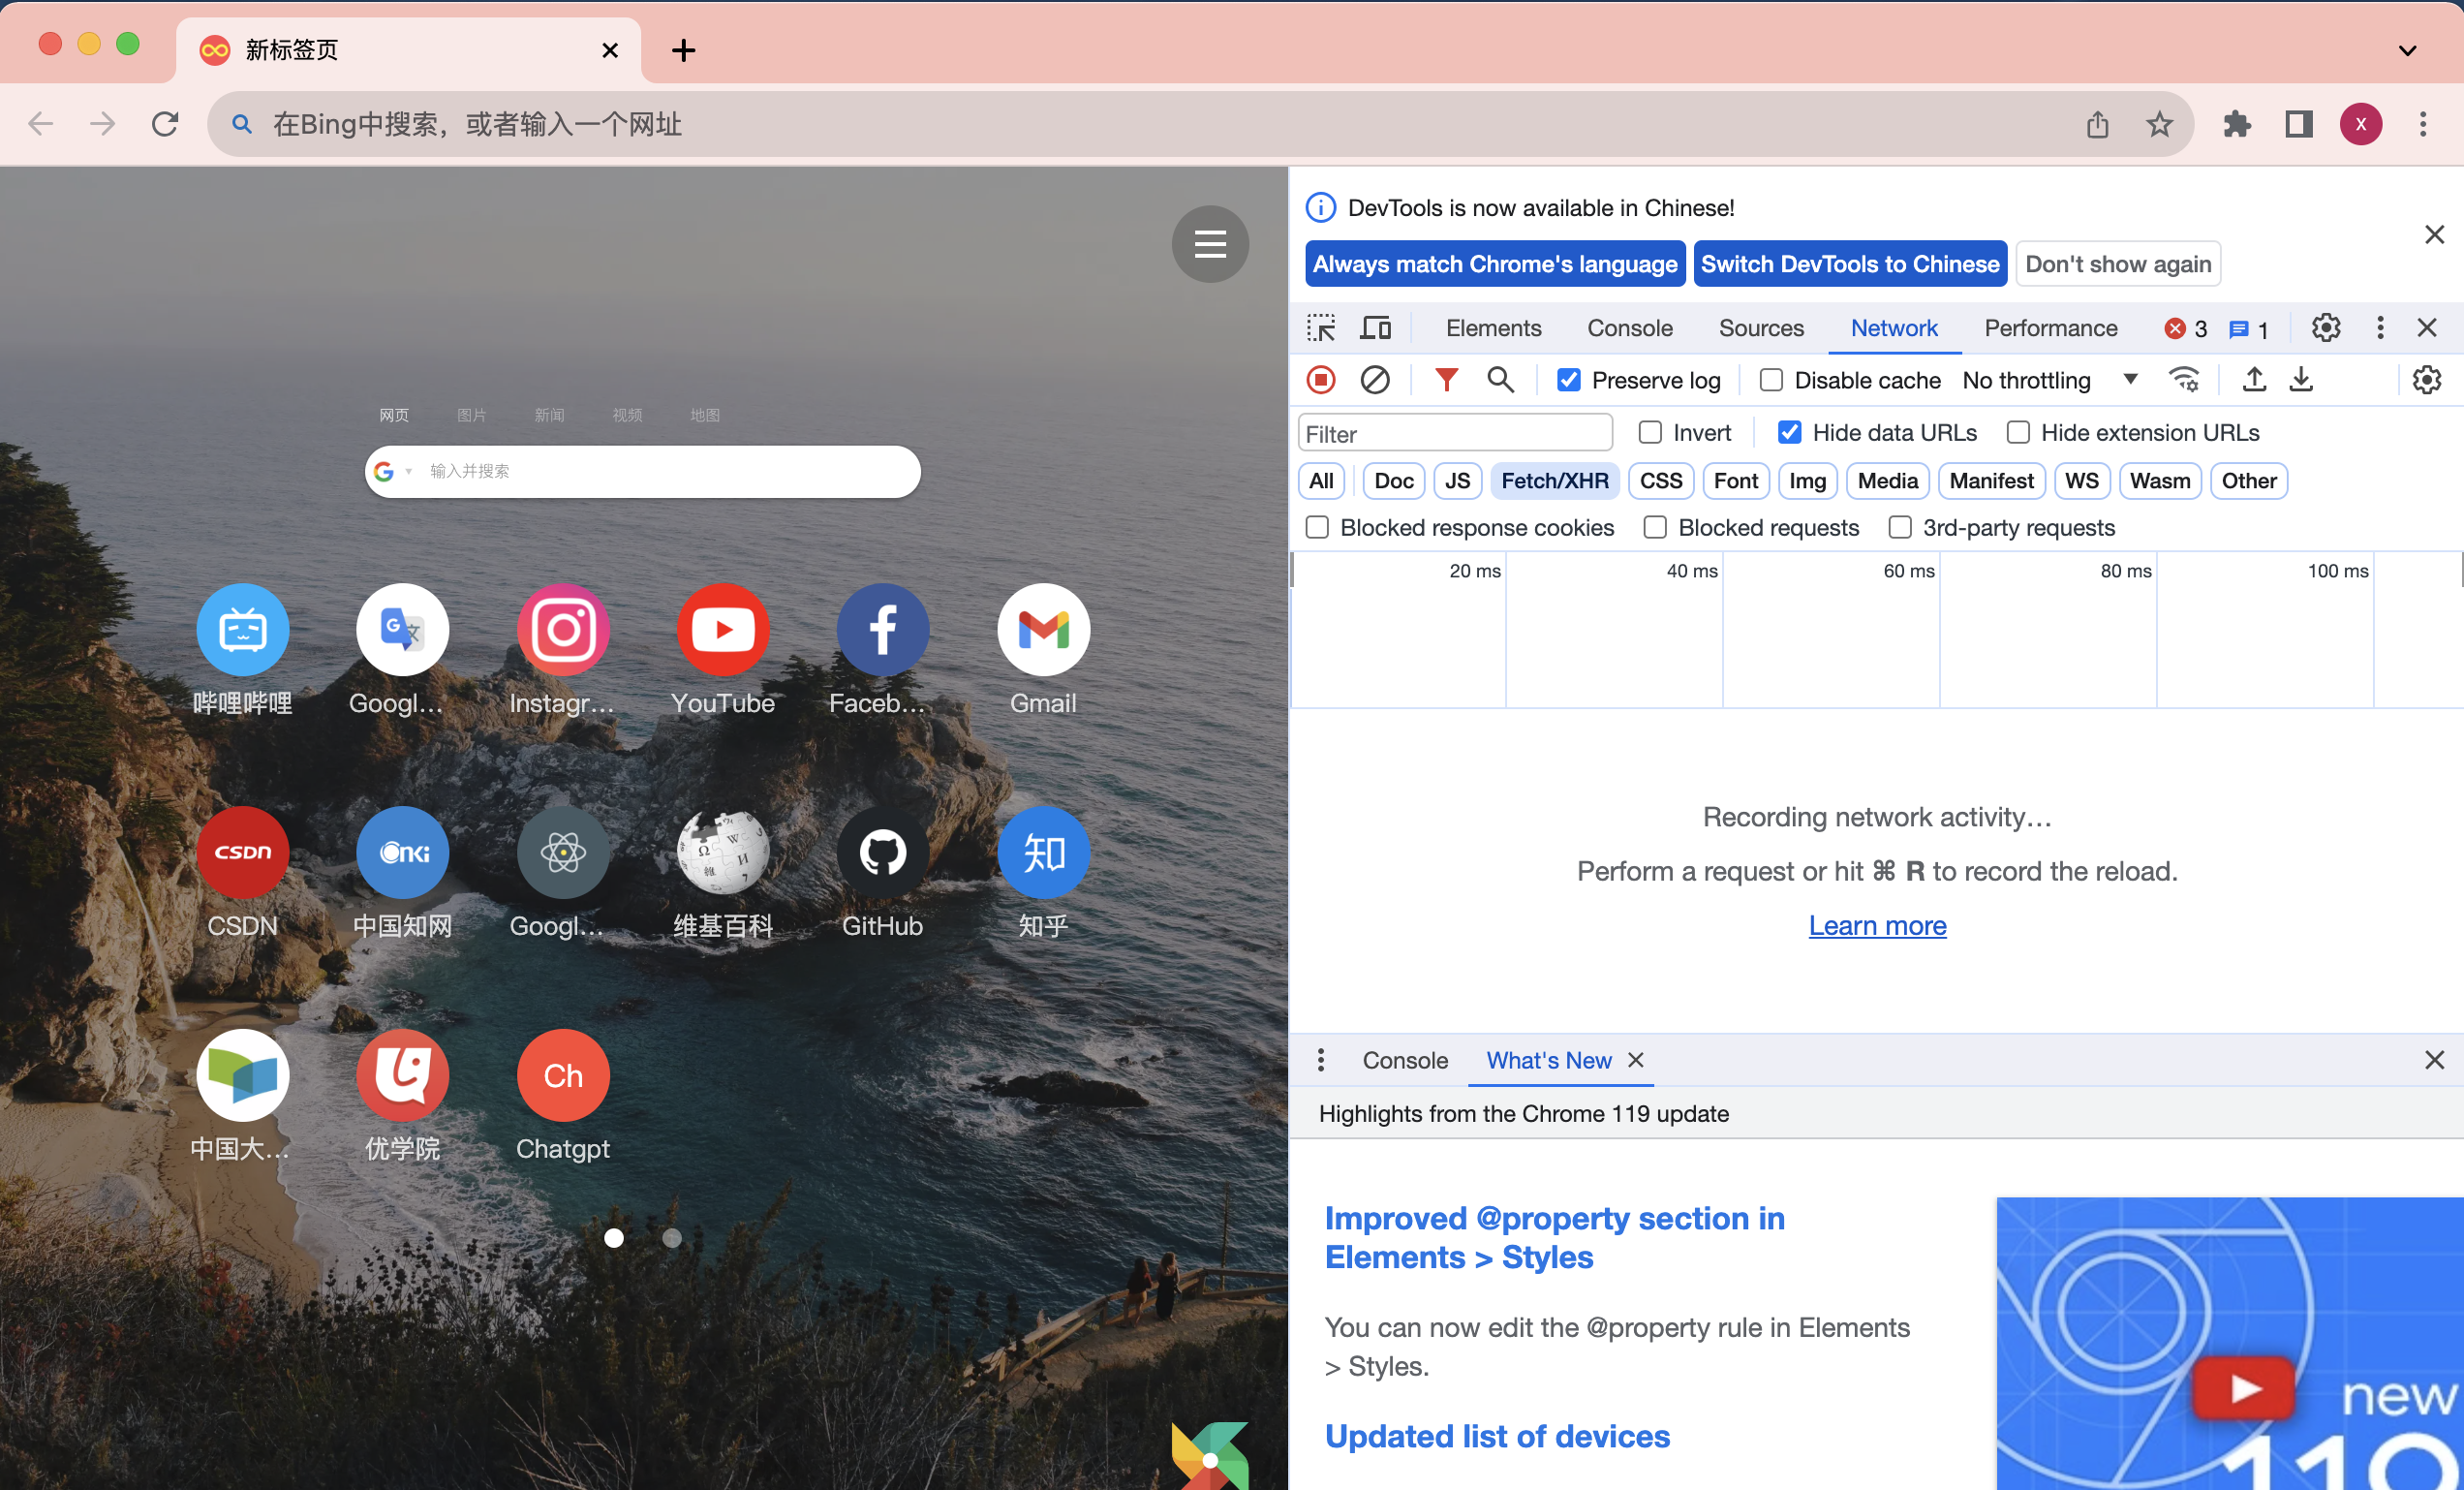 新标签页
在Bing中搜索，或者输入一个网址
X
网页 图片 新闻 视频 地图
输入并搜索
哔哩哔哩 Googl... Instagr... YouTube Faceb... Gmail
CSDN
CSDN 中国知网 Googl... 维基百科 GitHub 知乎
知
Ch
中国大... 优学院 Chatgpt
DevTools is now available in Chinese!
Always match Chrome's language Switch DevTools to Chinese Don't show again
Elements Console Sources Network Performance 3 1
Preserve log Disable cache No throttling
Filter Invert Hide data URLs Hide extension URLs
All Doc JS Fetch/XHR CSS Font Img Media Manifest WS Wasm Other
Blocked response cookies Blocked requests 3rd-party requests
20 ms 40 ms 60 ms 80 ms 100 ms
Recording network activity…
Perform a request or hit ⌘ R to record the reload.
Learn more
Console What's New
Highlights from the Chrome 119 update
Improved @property section in
Elements > Styles
You can now edit the @property rule in Elements
> Styles.
Updated list of devices
new
119